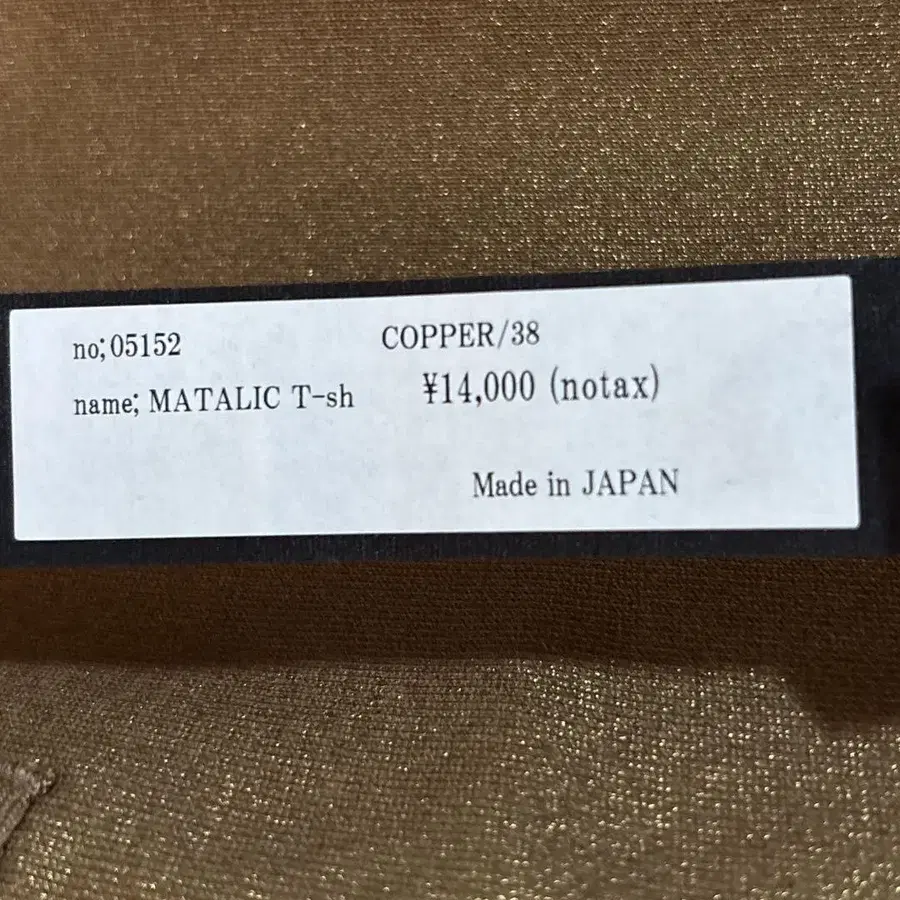 no;05152 COPPER/38
name; MATALIC T-sh ¥14,000 (notax)
Made in JAPAN